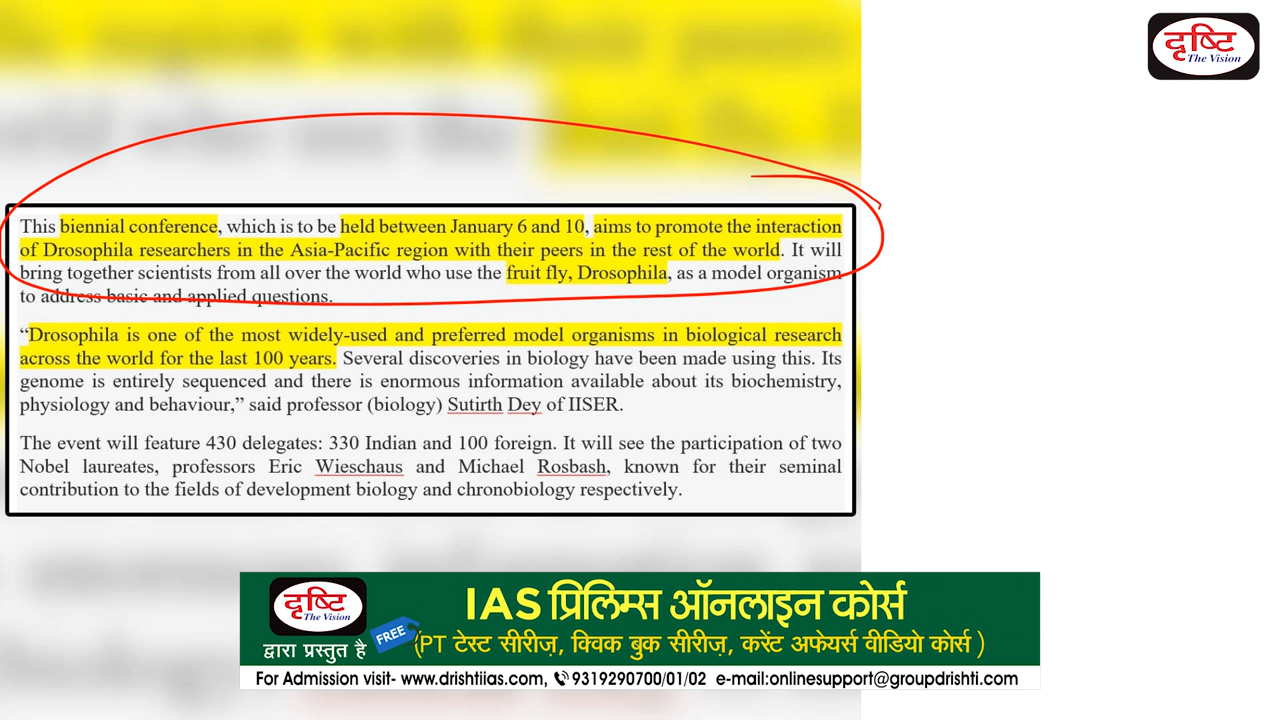 दृष्टि
The Vision
This biennial conference, which is to be held between January 6 and 10, aims to promote the interaction
of Drosophila researchers in the Asia-Pacific region with their peers in the rest of the world. It will
bring together scientists from all over the world who use the fruit fly, Drosophila, as a model organism
to address basic and applied questions.
“Drosophila is one of the most widely-used and preferred model organisms in biological research
across the world for the last 100 years. Several discoveries in biology have been made using this. Its
genome is entirely sequenced and there is enormous information available about its biochemistry,
physiology and behaviour,” said professor (biology) Sutirth Dey of IISER.
The event will feature 430 delegates: 330 Indian and 100 foreign. It will see the participation of two
Nobel laureates, professors Eric Wieschaus and Michael Rosbash, known for their seminal
contribution to the fields of development biology and chronobiology respectively.
दृष्टि
The Vision
द्वारा प्रस्तुत है
FREE
IAS प्रिलिम्स ऑनलाइन कोर्स
(PT टेस्ट सीरीज़, क्विक बुक सीरीज़, करेंट अफेयर्स वीडियो कोर्स )
For Admission visit- www.drishtiias.com, 9319290700/01/02 e-mail:onlinesupport@groupdrishti.com